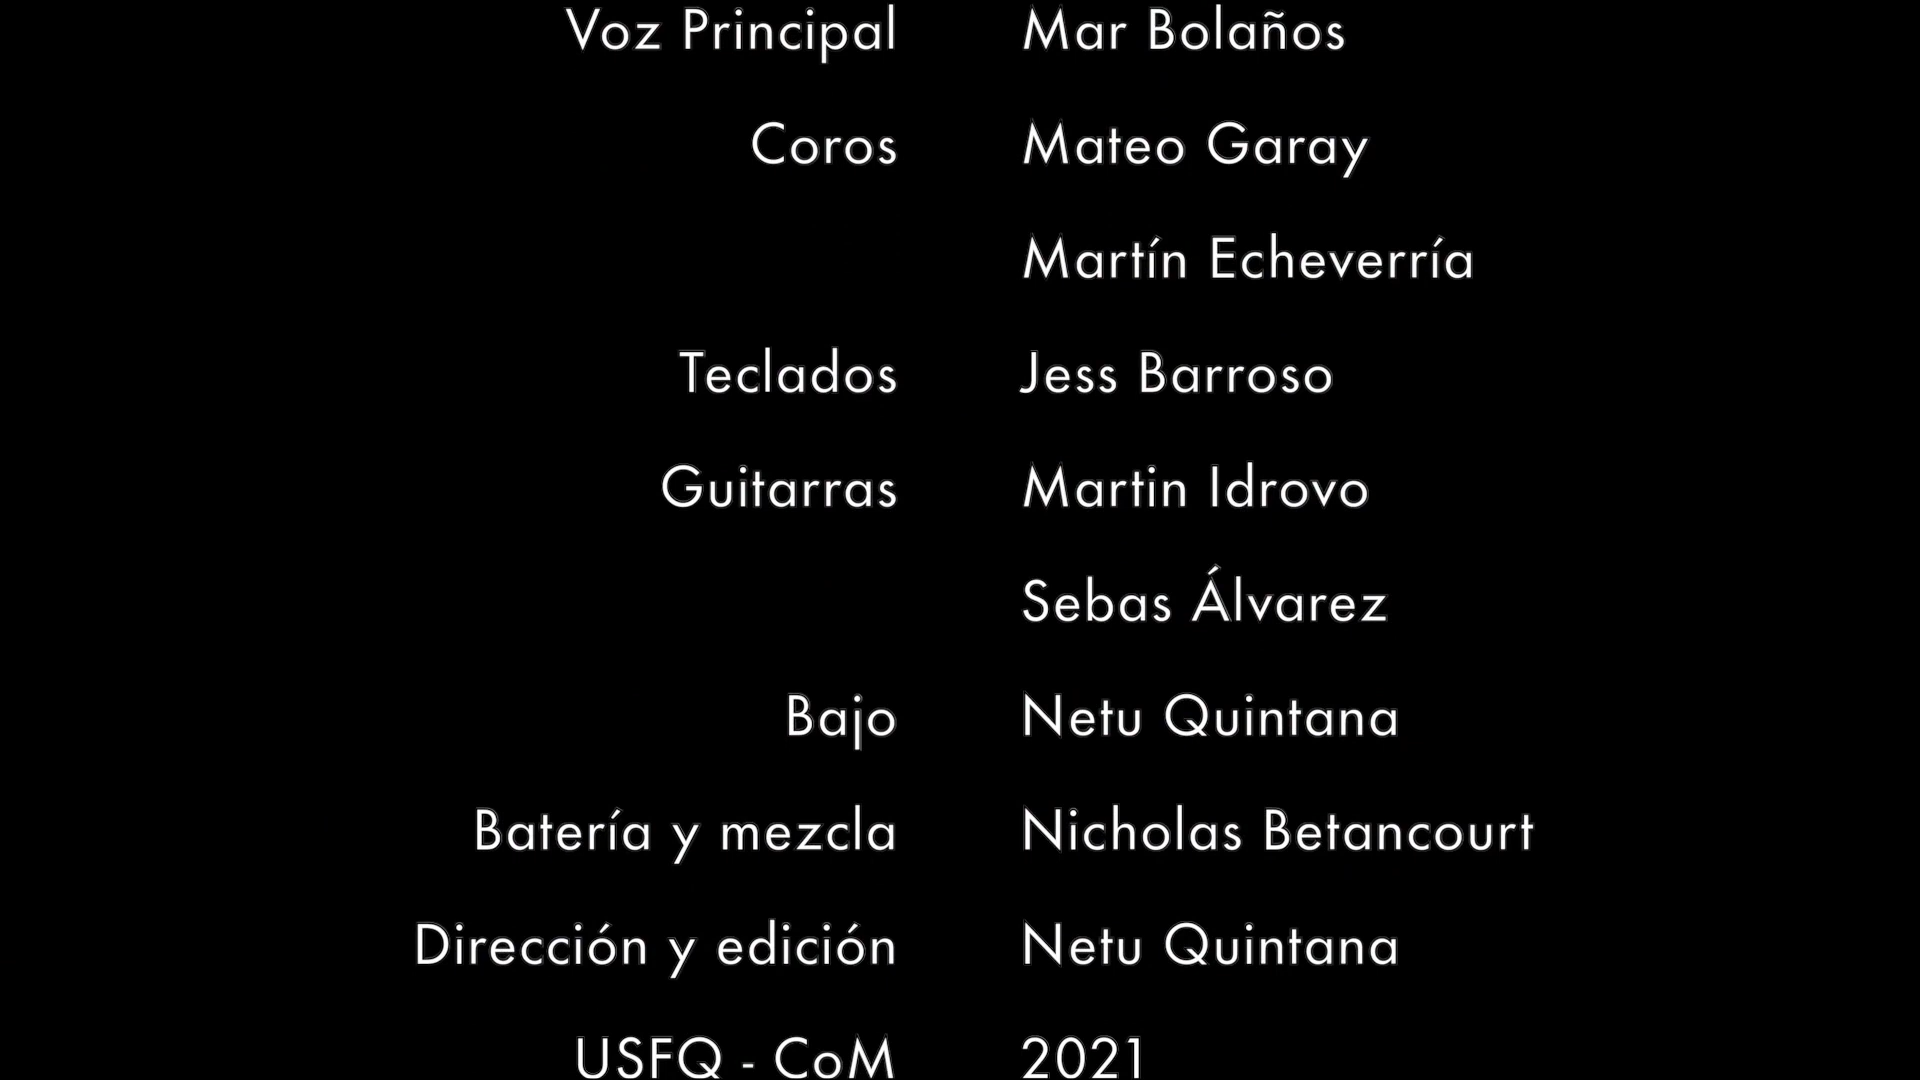 Voz Principal Mar Bolaños
Coros Mateo Garay
Martín Echeverría
Teclados Jess Barroso
Guitarras Martin Idrovo
Sebas Álvarez
Bajo Netu Quintana
Batería y mezcla Nicholas Betancourt
Dirección y edición Netu Quintana
USFQ - CoM 2021